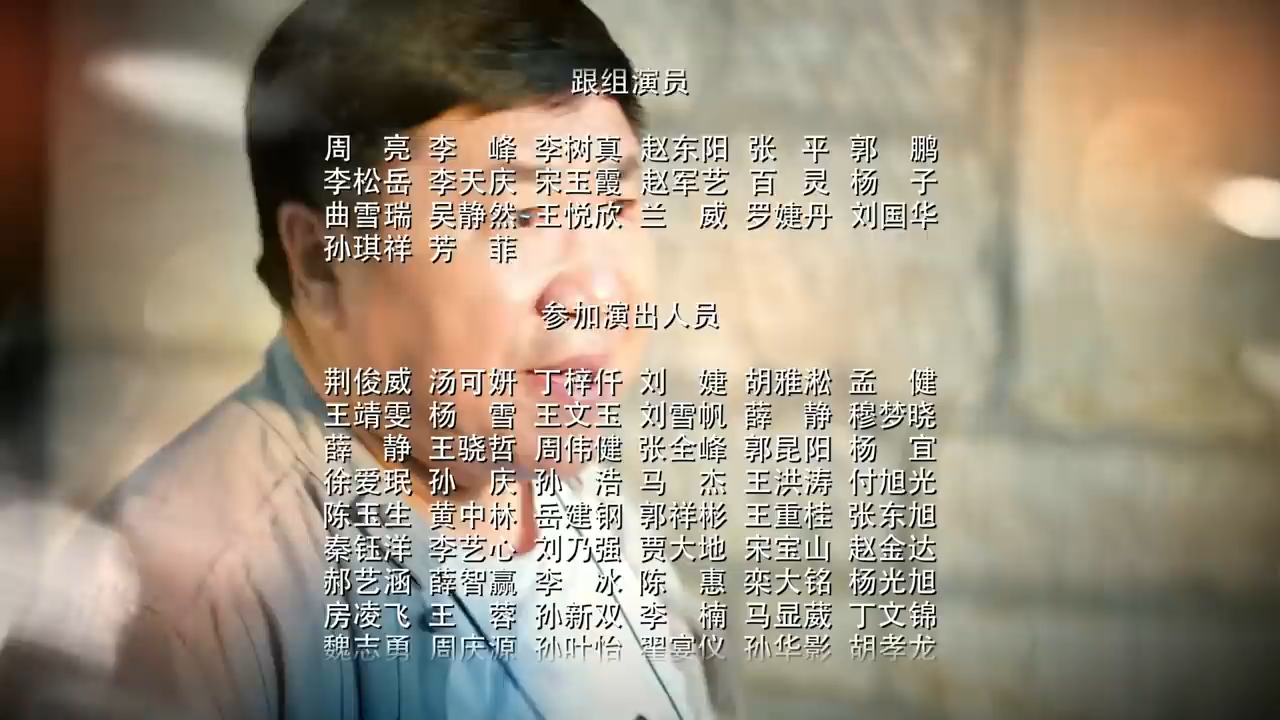 跟组演员
周 亮 李 峰 李树真 赵东阳 张 平 郭 鹏
李松岳 李天庆 宋玉霞 赵军艺 百 灵 杨 子
曲雪瑞 吴静然 王悦欣 兰 威 罗婕丹 刘国华
孙琪祥 芳 菲
参加演出人员
荆俊威 汤可妍 丁梓仟 刘 婕 胡雅淞 孟 健
王靖雯 杨 雪 王文玉 刘雪帆 薛 静 穆梦晓
薛 静 王骁哲 周伟健 张全峰 郭昆阳 杨 宜
徐爱珉 孙 庆 孙 浩 马 杰 王洪涛 付旭光
陈玉生 黄中林 岳建钢 郭祥彬 王重桂 张东旭
秦钰洋 李艺心 刘乃强 贾大地 宋宝山 赵金达
郝艺涵 薛智赢 李 冰 陈 惠 栾大铭 杨光旭
房凌飞 王 蓉 孙新双 李 楠 马显葳 丁文锦
魏志勇 周庆源 孙叶怡 翟宴仪 孙华影 胡孝龙